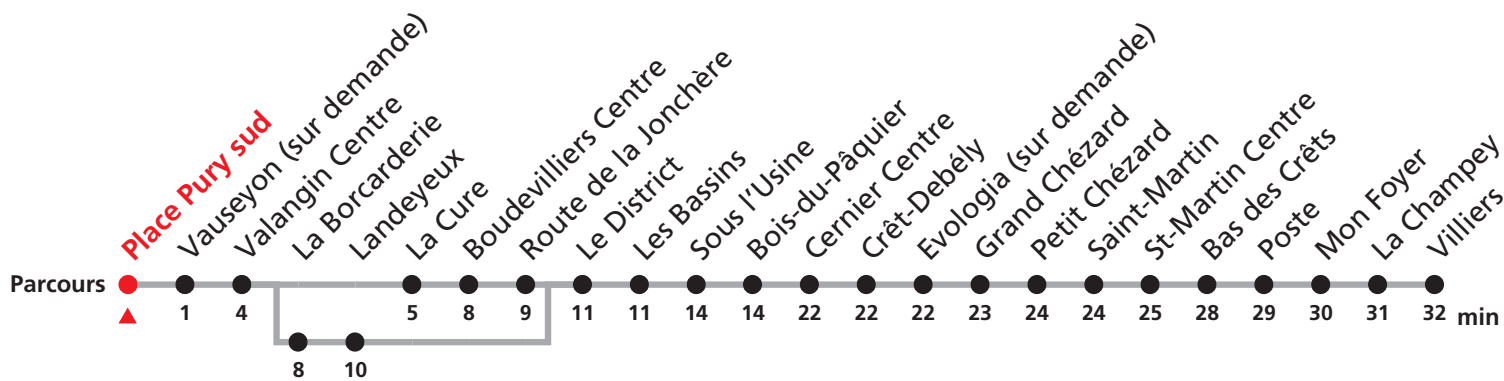 Place Pury sud
Vauseyon (sur demande)
Valangin Centre
La Borcarderie
Landeyeux
La Cure
Boudevilliers Centre
Route de la Jonchère
Le District
Les Bassins
Sous l'Usine
Bois-du-Pâquier
Cernier Centre
Crêt-Debély
Evologia (sur demande)
Grand Chézard
Petit Chézard
Saint-Martin
St-Martin Centre
Bas des Crêts
Poste
Mon Foyer
La Champey
Villiers
Parcours
1 4 5 8 9 11 11 14 14 22 22 22 23 24 24 25 28 29 30 31 32 min
8 10